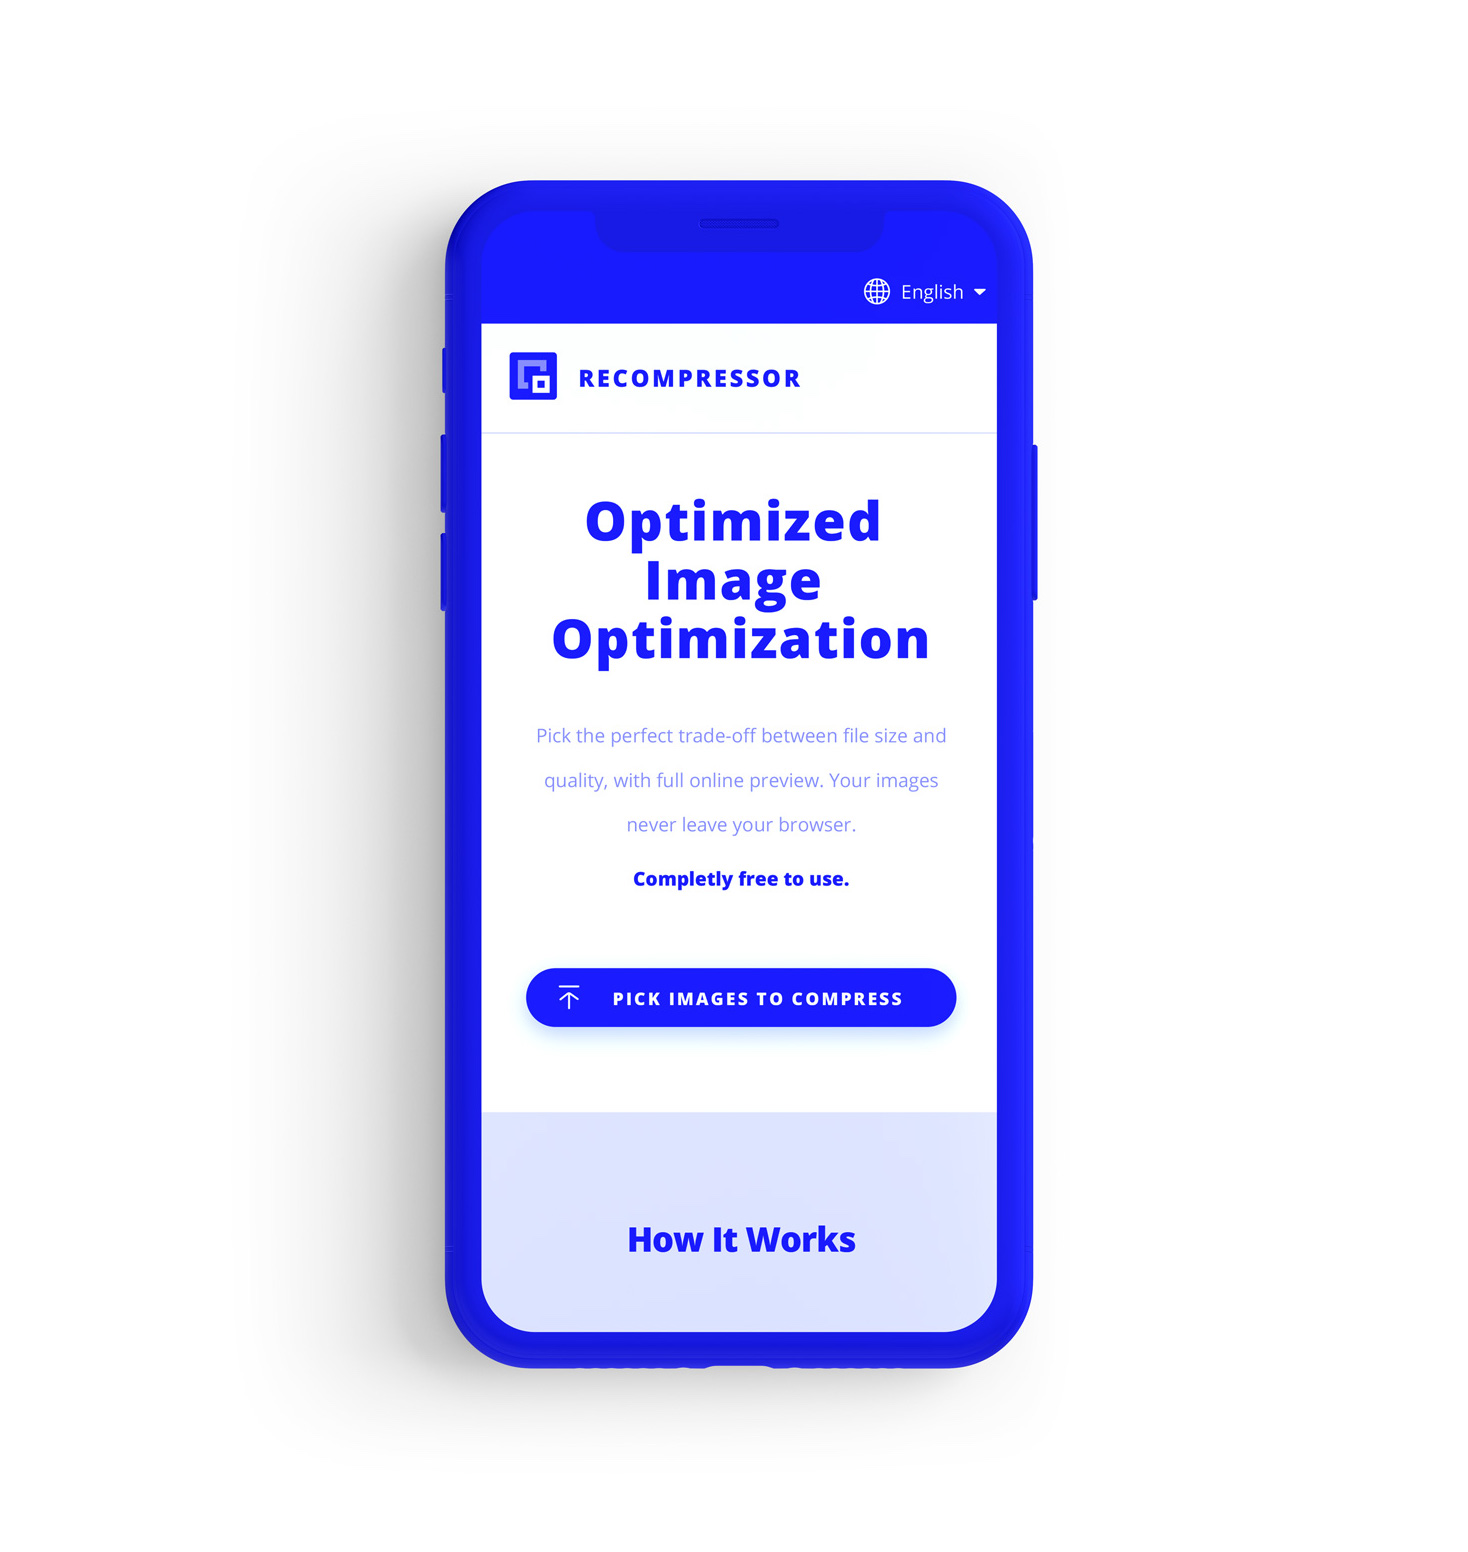 English
RECOMPRESSOR
Optimized
Image
Optimization
Pick the perfect trade-off between file size and
quality, with full online preview. Your images
never leave your browser.
Completly free to use.
PICK IMAGES TO COMPRESS
How It Works